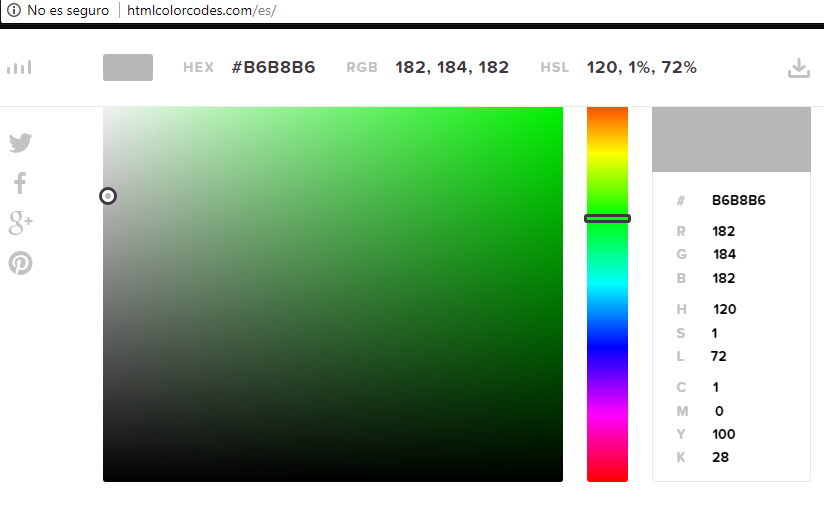 No es seguro | htmlcolorcodes.com/es/
HEX #B6B8B6 RGB 182, 184, 182 HSL 120, 1%, 72%
# B6B8B6
R 182
G 184
B 182
H 120
S 1
L 72
C 1
M 0
Y 100
K 28